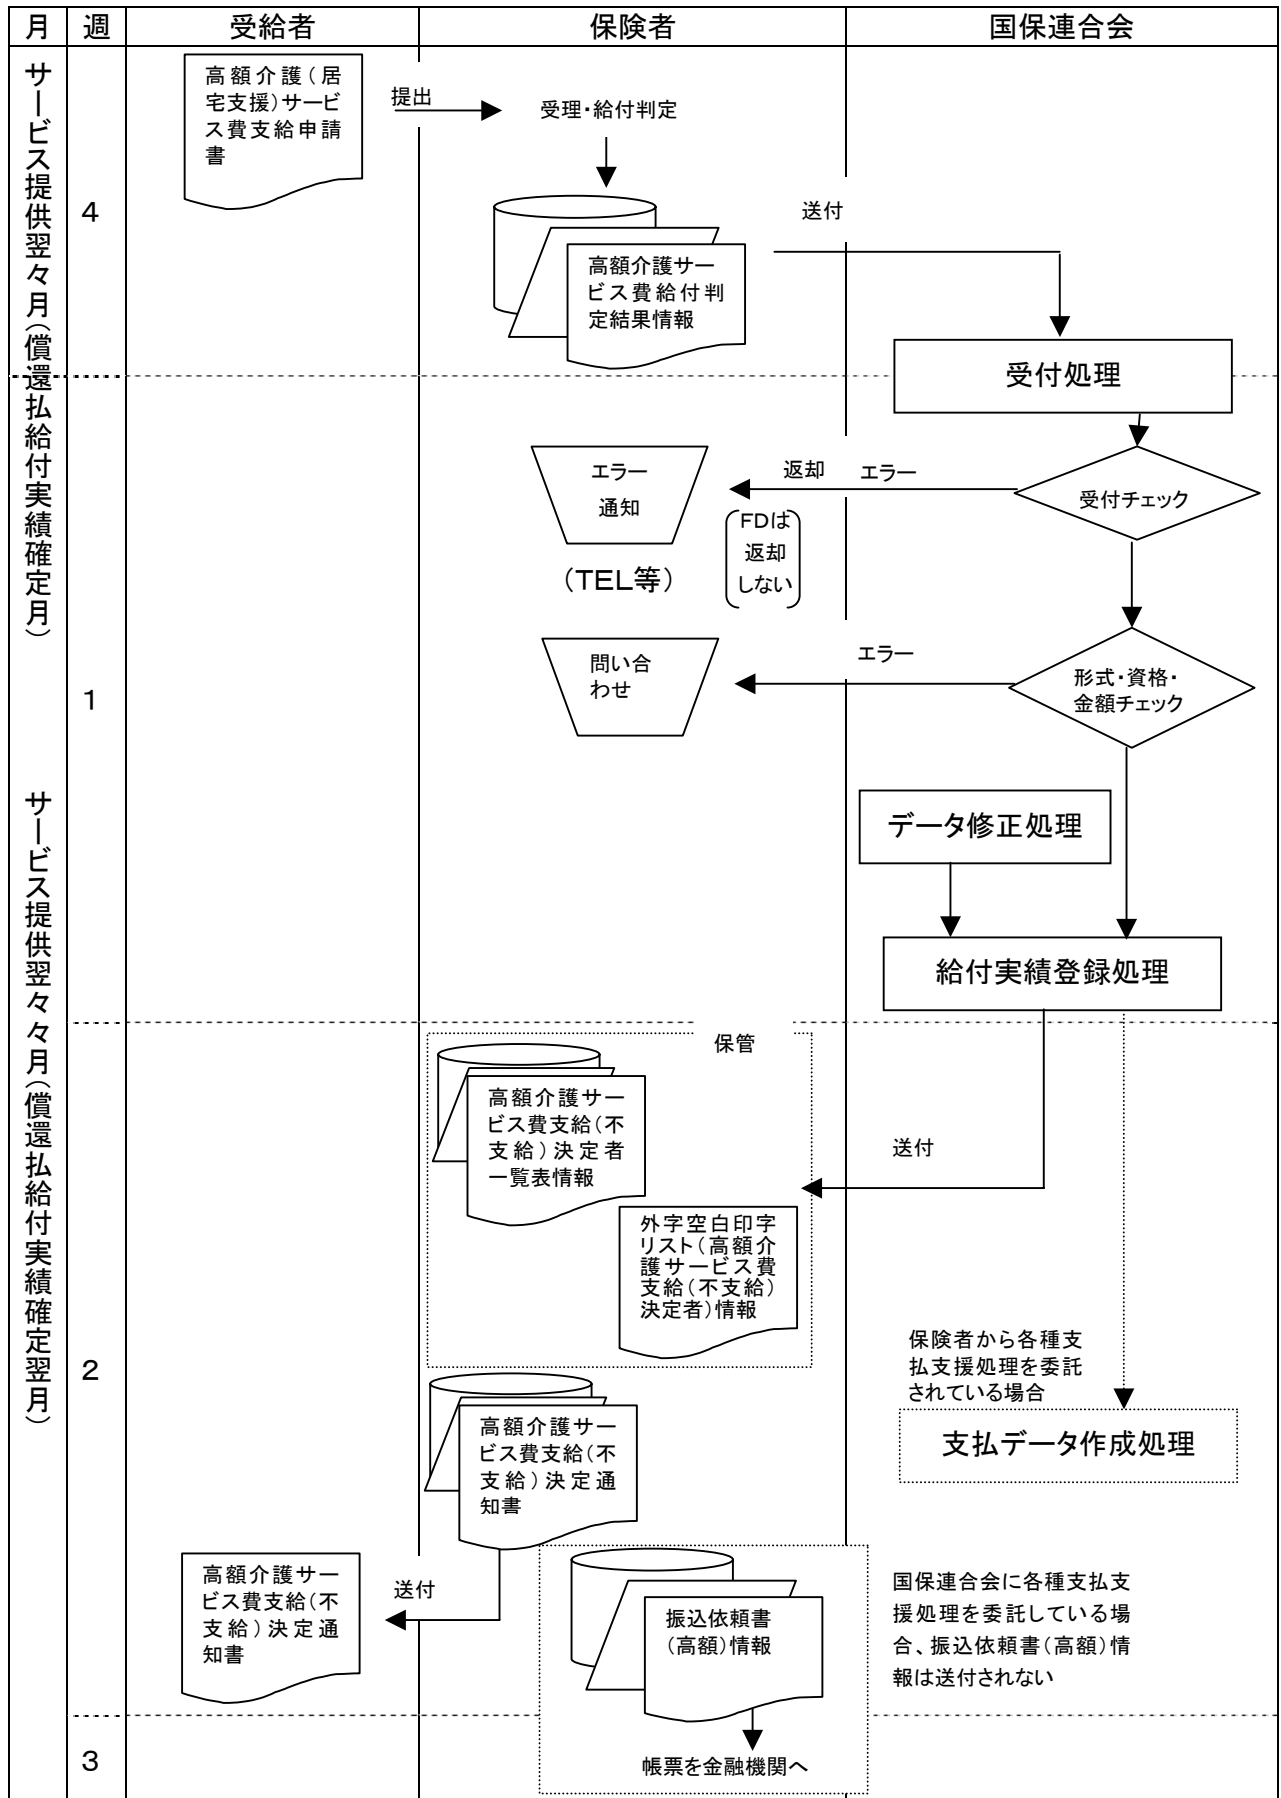 月
週
受給者
保険者
国保連合会
サービス提供翌々月（償還払給付実績確定月）
4
高額介護（居
宅支援）サービ
ス費支給申請
書
提出
受理・給付判定
高額介護サー
ビス費給付判
定結果情報
送付
受付処理
1
受付チェック
エラー
返却
FDは
返却
しない
エラー
通知
（TEL等）
形式・資格・
金額チェック
エラー
問い合
わせ
サービス提供翌々々月（償還払給付実績確定翌月）
データ修正処理
給付実績登録処理
2
保管
高額介護サー
ビス費支給（不
支給）決定者
一覧表情報
送付
外字空白印字
リスト（高額介
護サービス費
支給（不支給）
決定者）情報
保険者から各種支
払支援処理を委託
されている場合
支払データ作成処理
高額介護サー
ビス費支給（不
支給）決定通
知書
送付
高額介護サー
ビス費支給（不
支給）決定通
知書
振込依頼書
（高額）情報
国保連合会に各種支払支
援処理を委託している場
合、振込依頼書（高額）情
報は送付されない
3
帳票を金融機関へ